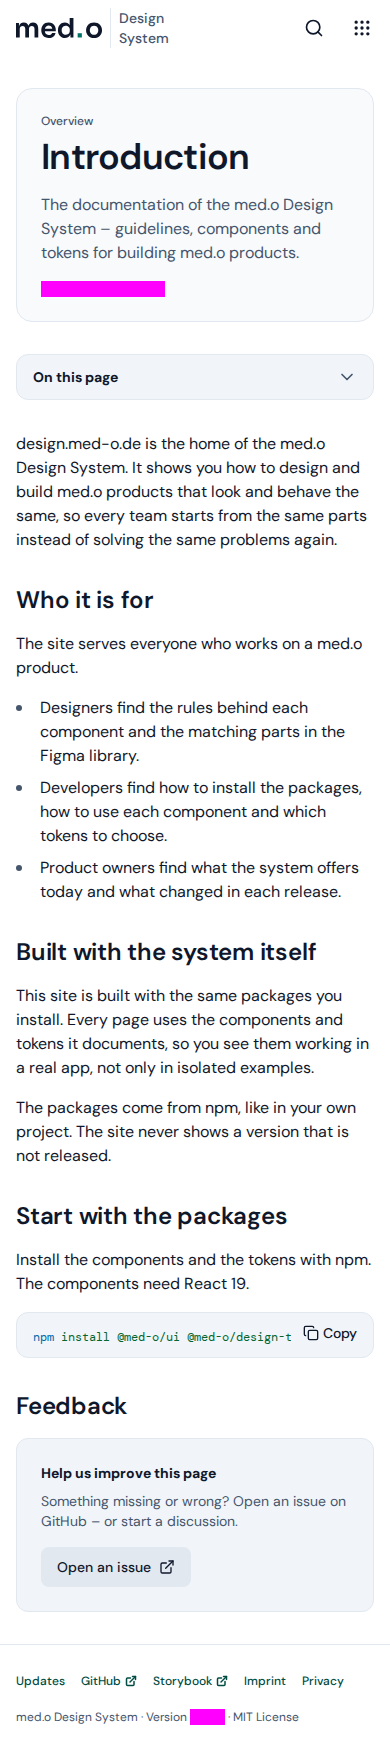 med.o
Design
System
Overview
Introduction
The documentation of the med.o Design
System – guidelines, components and
tokens for building med.o products.
On this page
design.med-o.de is the home of the med.o
Design System. It shows you how to design and
build med.o products that look and behave the
same, so every team starts from the same parts
instead of solving the same problems again.
Who it is for
The site serves everyone who works on a med.o
product.
Designers find the rules behind each
component and the matching parts in the
Figma library.
Developers find how to install the packages,
how to use each component and which
tokens to choose.
Product owners find what the system offers
today and what changed in each release.
Built with the system itself
This site is built with the same packages you
install. Every page uses the components and
tokens it documents, so you see them working in
a real app, not only in isolated examples.
The packages come from npm, like in your own
project. The site never shows a version that is
not released.
Start with the packages
Install the components and the tokens with npm.
The components need React 19.
npm install @med-o/ui @med-o/design-t Copy
Feedback
Help us improve this page
Something missing or wrong? Open an issue on
GitHub – or start a discussion.
Open an issue
Updates GitHub Storybook Imprint Privacy
med.o Design System · Version · MIT License